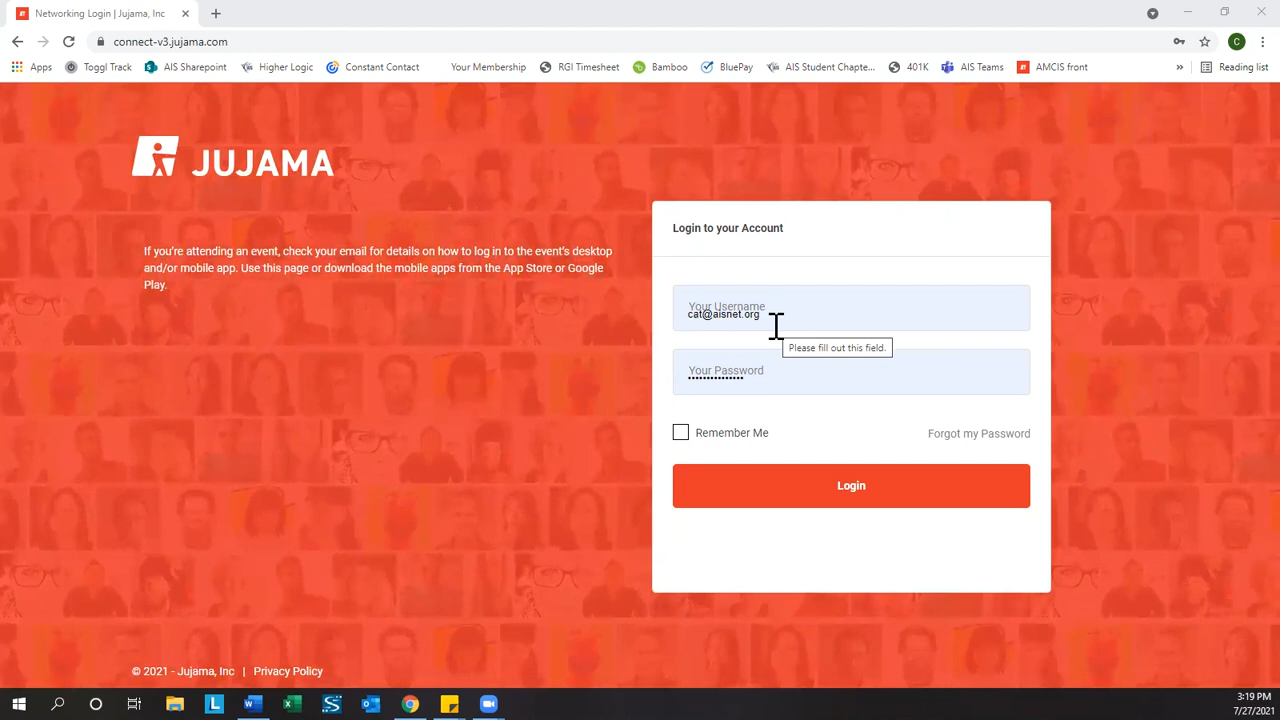 Networking Login | Jujama, Inc
connect-v3.jujama.com
C
Apps
Toggl Track
AIS Sharepoint
Higher Logic
Constant Contact
Your Membership
RGI Timesheet
Bamboo
BluePay
AIS Student Chapte...
401K
AIS Teams
AMCIS front
»
Reading list
JUJAMA
If you're attending an event, check your email for details on how to log in to the event's desktop
and/or mobile app. Use this page or download the mobile apps from the App Store or Google
Play.
Login to your Account
Your Username
cat@aisnet.org
Please fill out this field.
Your Password
••••••••••••••
Remember Me
Forgot my Password
Login
© 2021 - Jujama, Inc | Privacy Policy
3:19 PM
7/27/2021